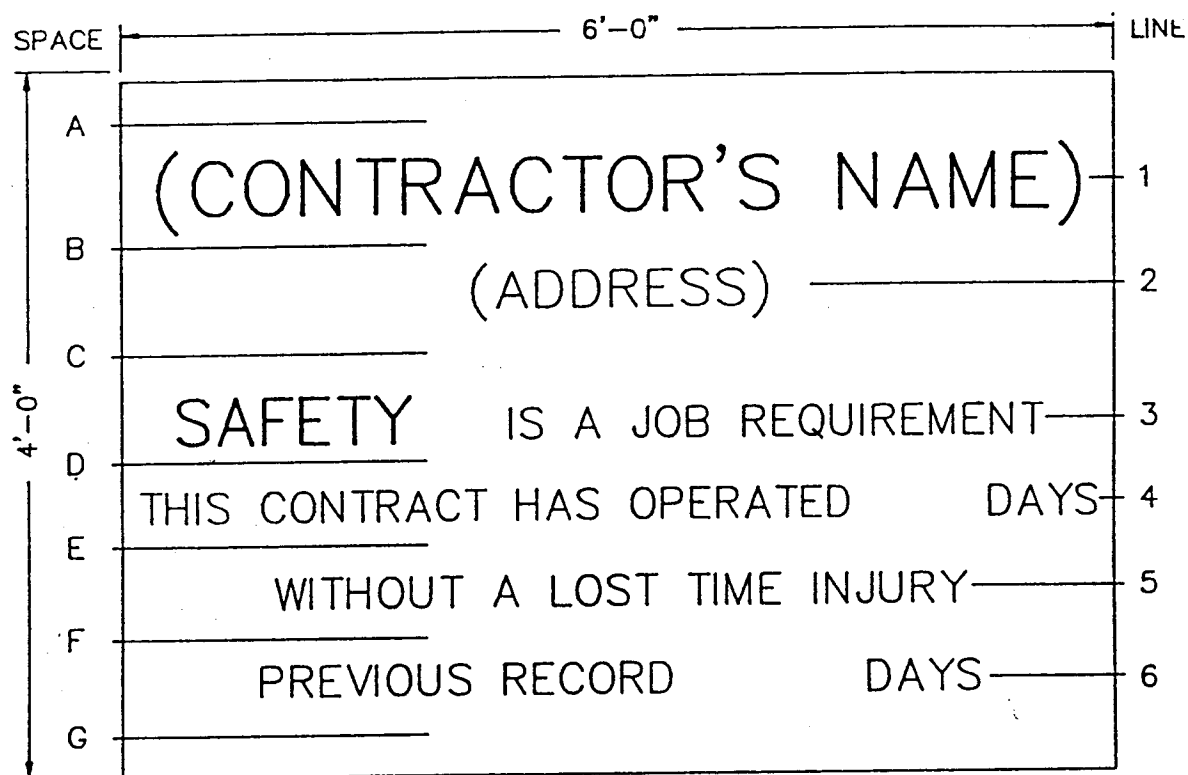 SPACE 6'-0" LINE
A
(CONTRACTOR'S NAME) 1
B
(ADDRESS) 2
C
4'-0"
SAFETY IS A JOB REQUIREMENT 3
D
THIS CONTRACT HAS OPERATED DAYS 4
E
WITHOUT A LOST TIME INJURY 5
F
PREVIOUS RECORD DAYS 6
G